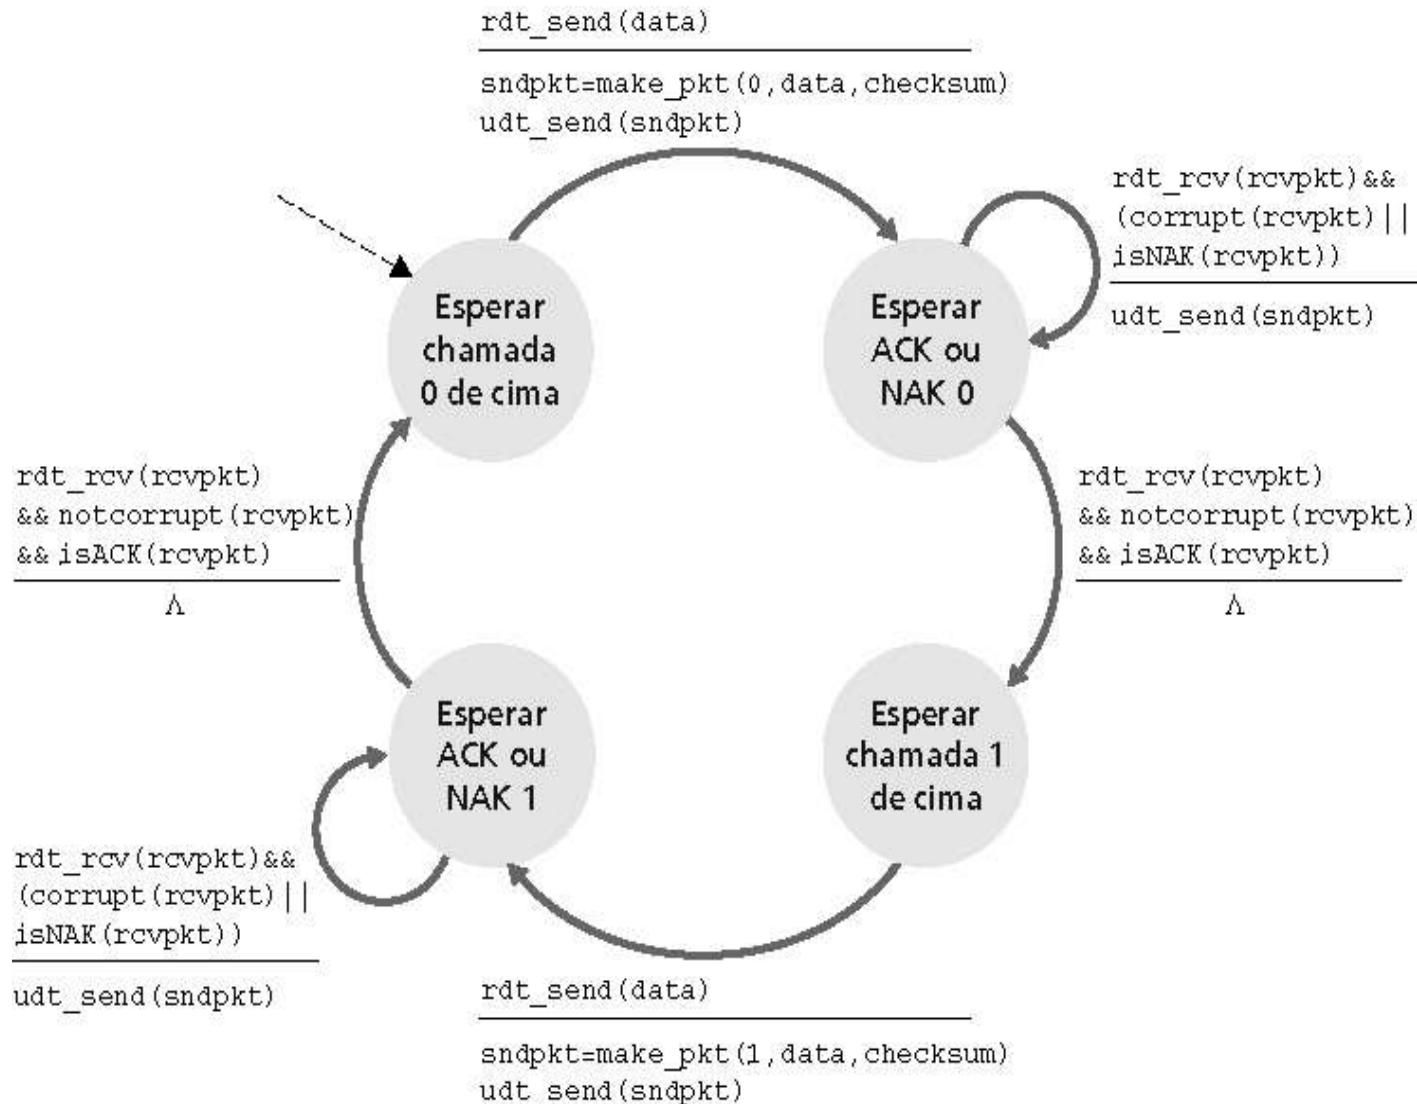 rdt_send(data)
sndpkt=make_pkt(0,data,checksum)
udt_send(sndpkt)
rdt_rcv(rcvpkt)&&
(corrupt(rcvpkt)||
isNAK(rcvpkt))
udt_send(sndpkt)
Esperar
chamada
0 de cima
Esperar
ACK ou
NAK 0
rdt_rcv(rcvpkt)
&& notcorrupt(rcvpkt)
&& isACK(rcvpkt)
Λ
rdt_rcv(rcvpkt)
&& notcorrupt(rcvpkt)
&& isACK(rcvpkt)
Λ
Esperar
ACK ou
NAK 1
Esperar
chamada 1
de cima
rdt_rcv(rcvpkt)&&
(corrupt(rcvpkt)||
isNAK(rcvpkt))
udt_send(sndpkt)
rdt_send(data)
sndpkt=make_pkt(1,data,checksum)
udt_send(sndpkt)